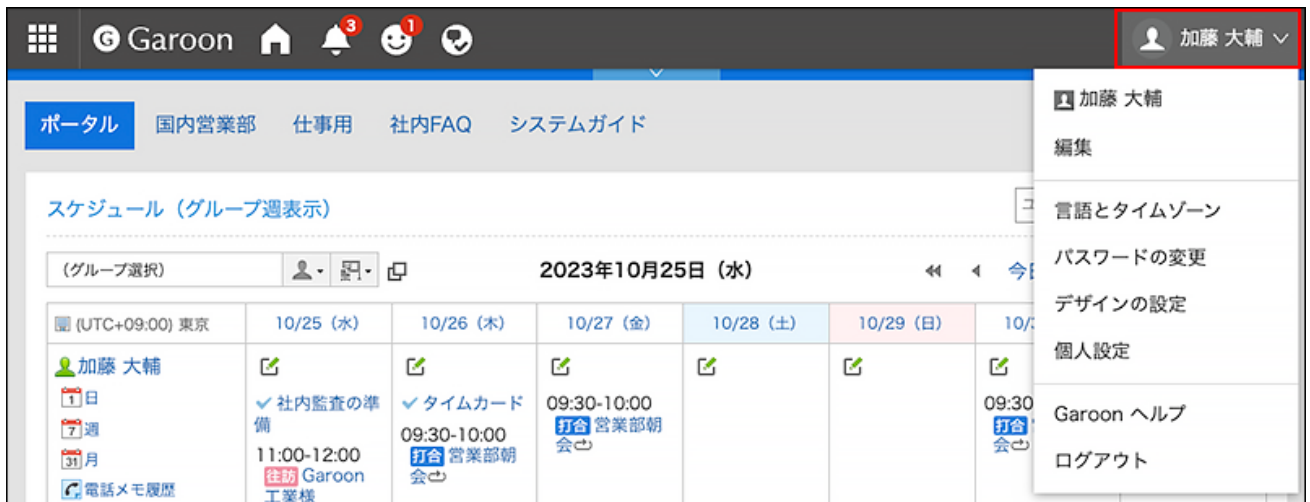 Garoon 3 1 加藤 大輔
加藤 大輔
編集
言語とタイムゾーン
パスワードの変更
デザインの設定
個人設定
Garoon ヘルプ
ログアウト
ポータル 国内営業部 仕事用 社内FAQ システムガイド
スケジュール（グループ週表示）
（グループ選択） 2023年10月25日（水）
(UTC+09:00) 東京 10/25（水） 10/26（木） 10/27（金） 10/28（土） 10/29（日）
加藤 大輔
1 日
7 週
31 月
電話メモ履歴
社内監査の準
備
11:00-12:00
往訪 Garoon
工業様
タイムカード
09:30-10:00
打合 営業部朝
会
09:30-10:00
打合 営業部朝
会
09:30
打合
会